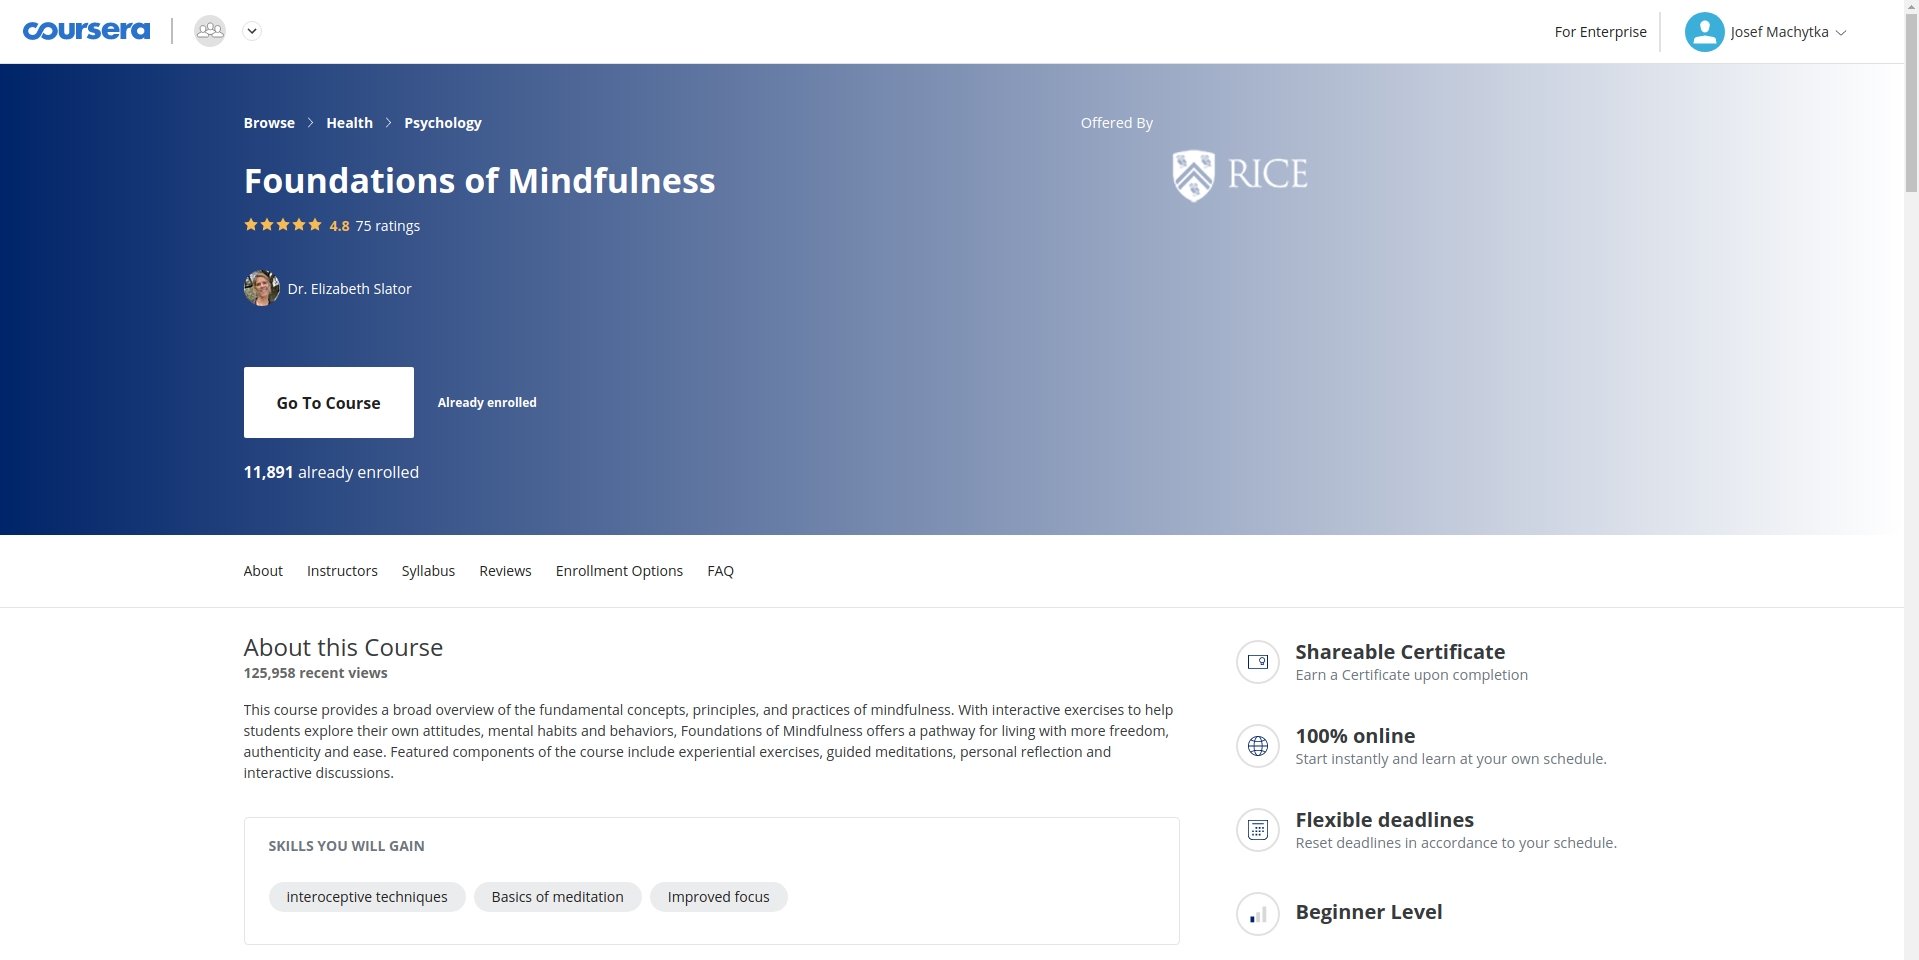 coursera
For Enterprise
Josef Machytka
Browse > Health > Psychology
Offered By
RICE
Foundations of Mindfulness
4.8 75 ratings
Dr. Elizabeth Slator
Go To Course
Already enrolled
11,891 already enrolled
About Instructors Syllabus Reviews Enrollment Options FAQ
About this Course
125,958 recent views
This course provides a broad overview of the fundamental concepts, principles, and practices of mindfulness. With interactive exercises to help
students explore their own attitudes, mental habits and behaviors, Foundations of Mindfulness offers a pathway for living with more freedom,
authenticity and ease. Featured components of the course include experiential exercises, guided meditations, personal reflection and
interactive discussions.
SKILLS YOU WILL GAIN
interoceptive techniques
Basics of meditation
Improved focus
Shareable Certificate
Earn a Certificate upon completion
100% online
Start instantly and learn at your own schedule.
Flexible deadlines
Reset deadlines in accordance to your schedule.
Beginner Level